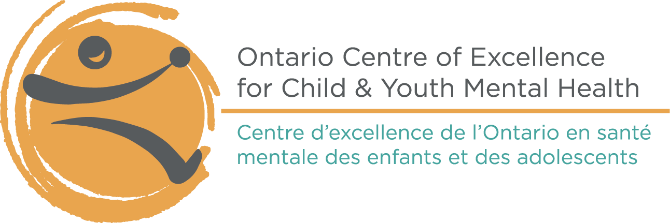 Ontario Centre of Excellence
for Child & Youth Mental Health
Centre d'excellence de l'Ontario en santé
mentale des enfants et des adolescents